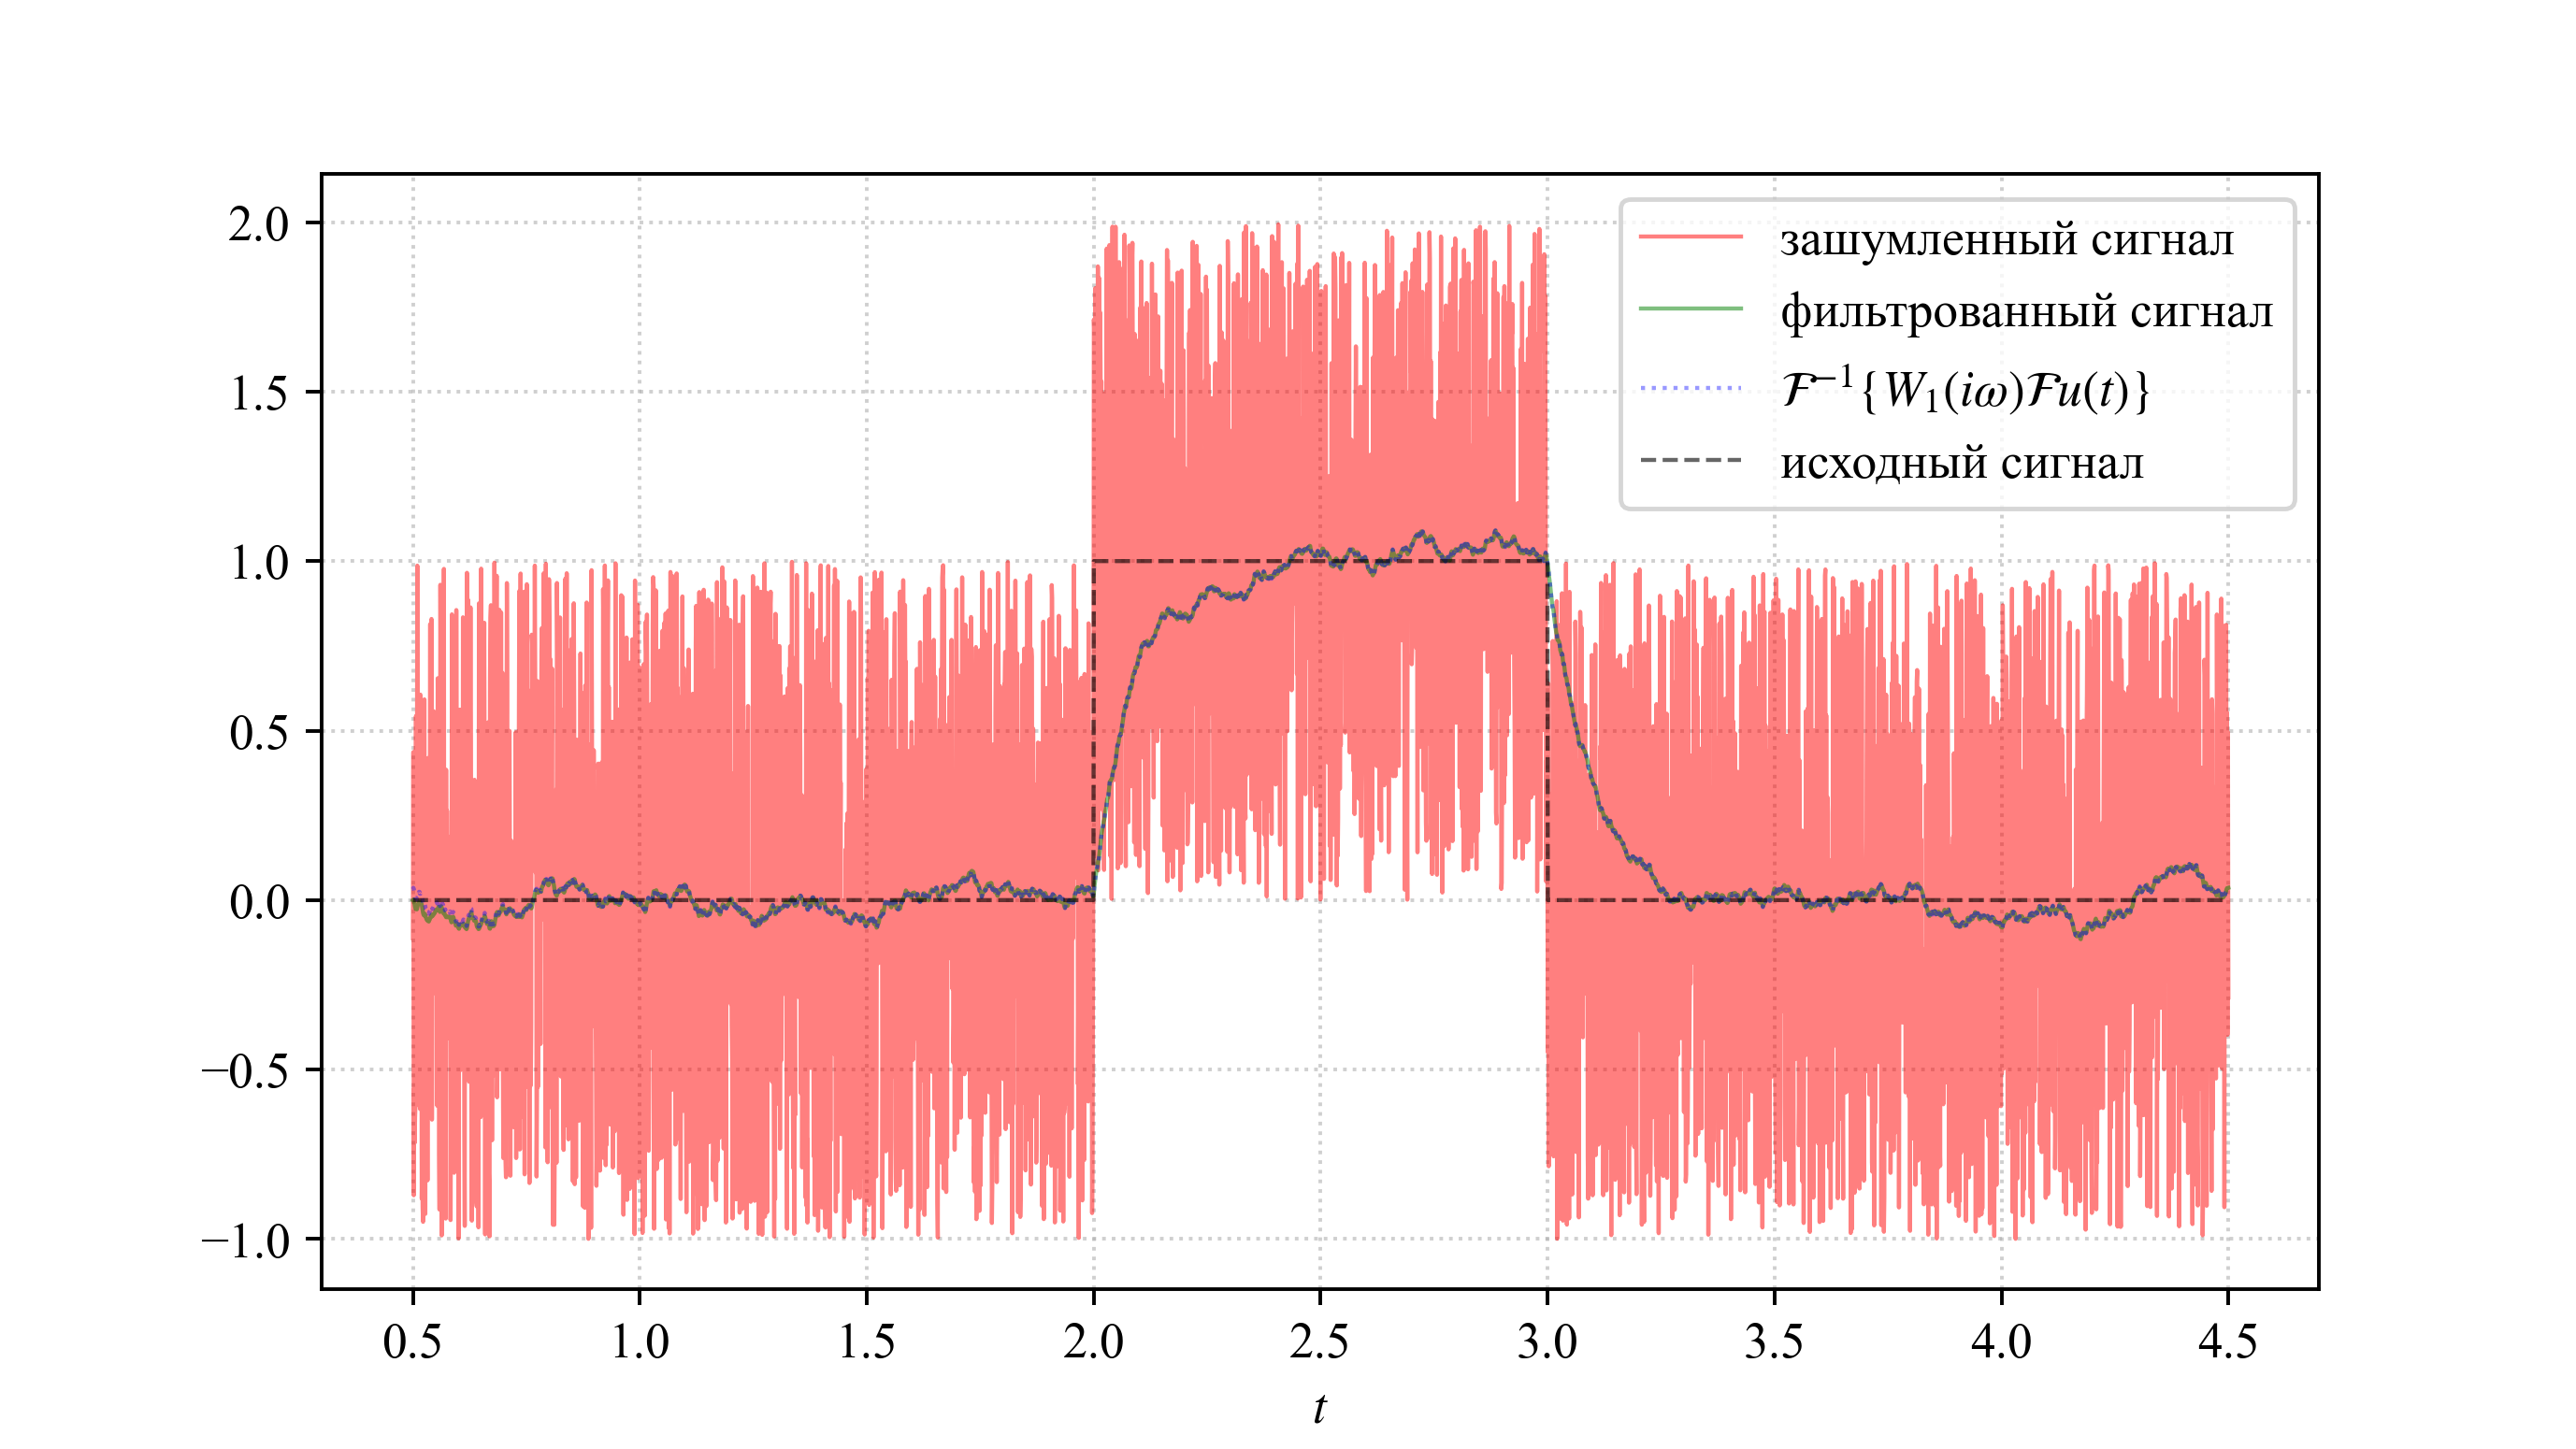 2.0
1.5
1.0
0.5
0.0
−0.5
−1.0
зашумленный сигнал
фильтрованный сигнал
ℱ⁻¹{W₁(iω)ℱu(t)}
исходный сигнал
0.5 1.0 1.5 2.0 2.5 3.0 3.5 4.0 4.5
t